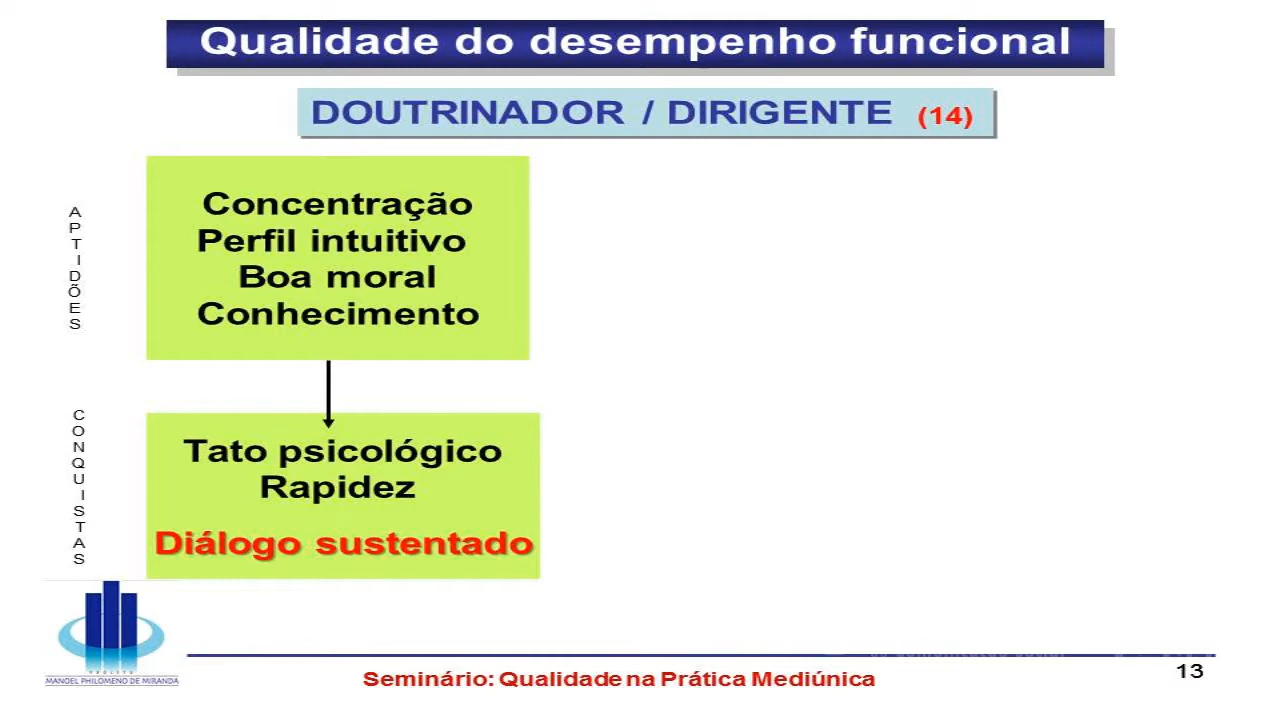 Qualidade do desempenho funcional
DOUTRINADOR / DIRIGENTE (14)
APTIDÕES
Concentração
Perfil intuitivo
Boa moral
Conhecimento
CONQUISTAS
Tato psicológico
Rapidez
Diálogo sustentado
PROJETO
MANOEL PHILOMENO DE MIRANDA
Seminário: Qualidade na Prática Mediúnica
13